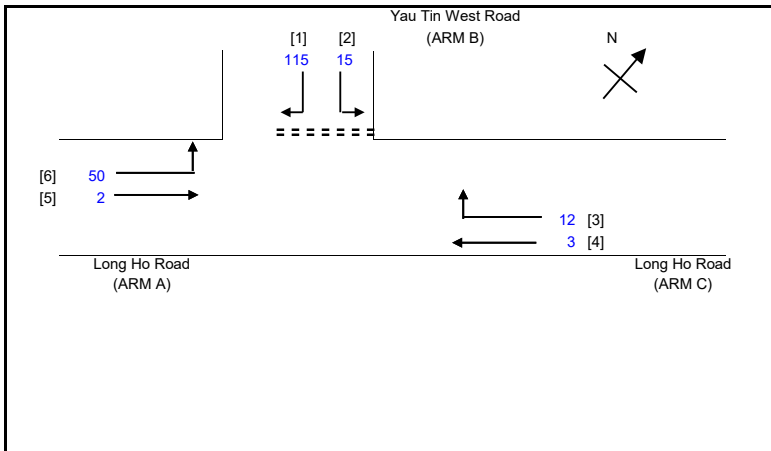 Yau Tin West Road
(ARM B)
[1] [2]
115 15
N
[6] 50
[5] 2
12 [3]
3 [4]
Long Ho Road
(ARM A)
Long Ho Road
(ARM C)